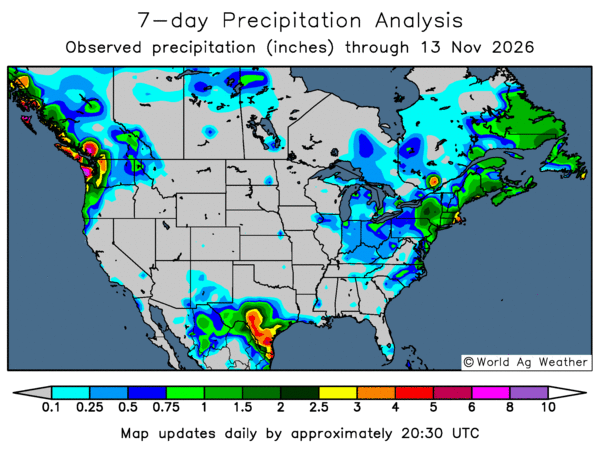 7-day Precipitation Analysis
Observed precipitation (inches) through 13 Nov 2026
© World Ag Weather
0.1 0.25 0.5 0.75 1 1.5 2 2.5 3 4 5 6 8 10
Map updates daily by approximately 20:30 UTC